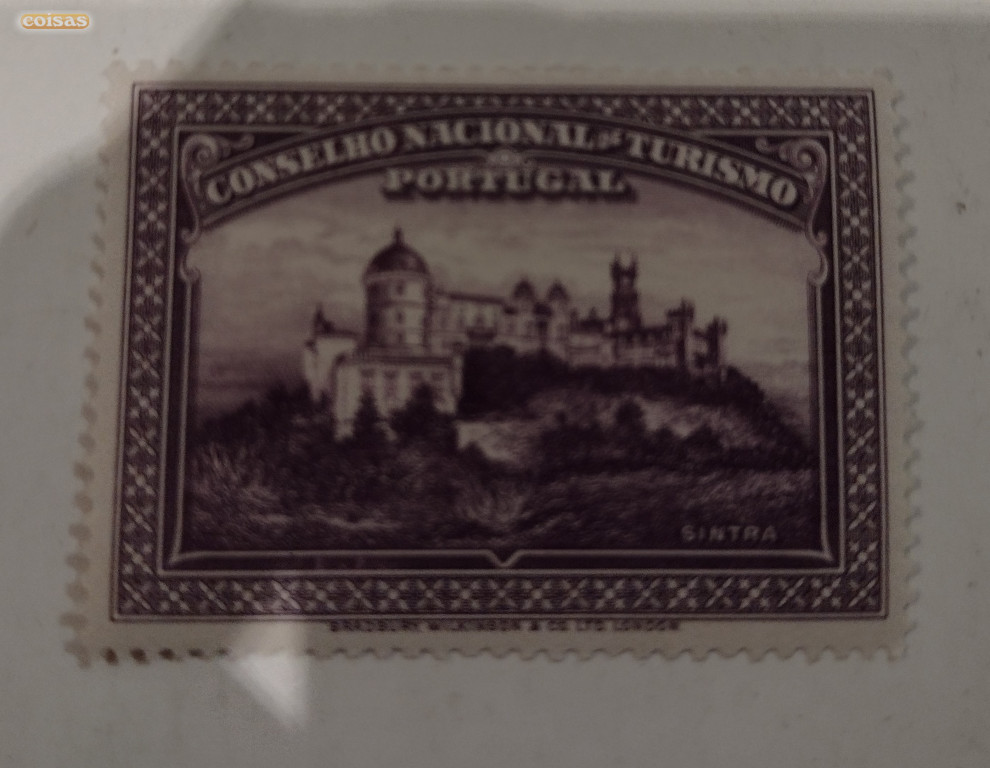 coisas
CONSELHO NACIONAL DE TURISMO
PORTUGAL
SINTRA
BRADBURY, WILKINSON & CO. LTD. LONDON.